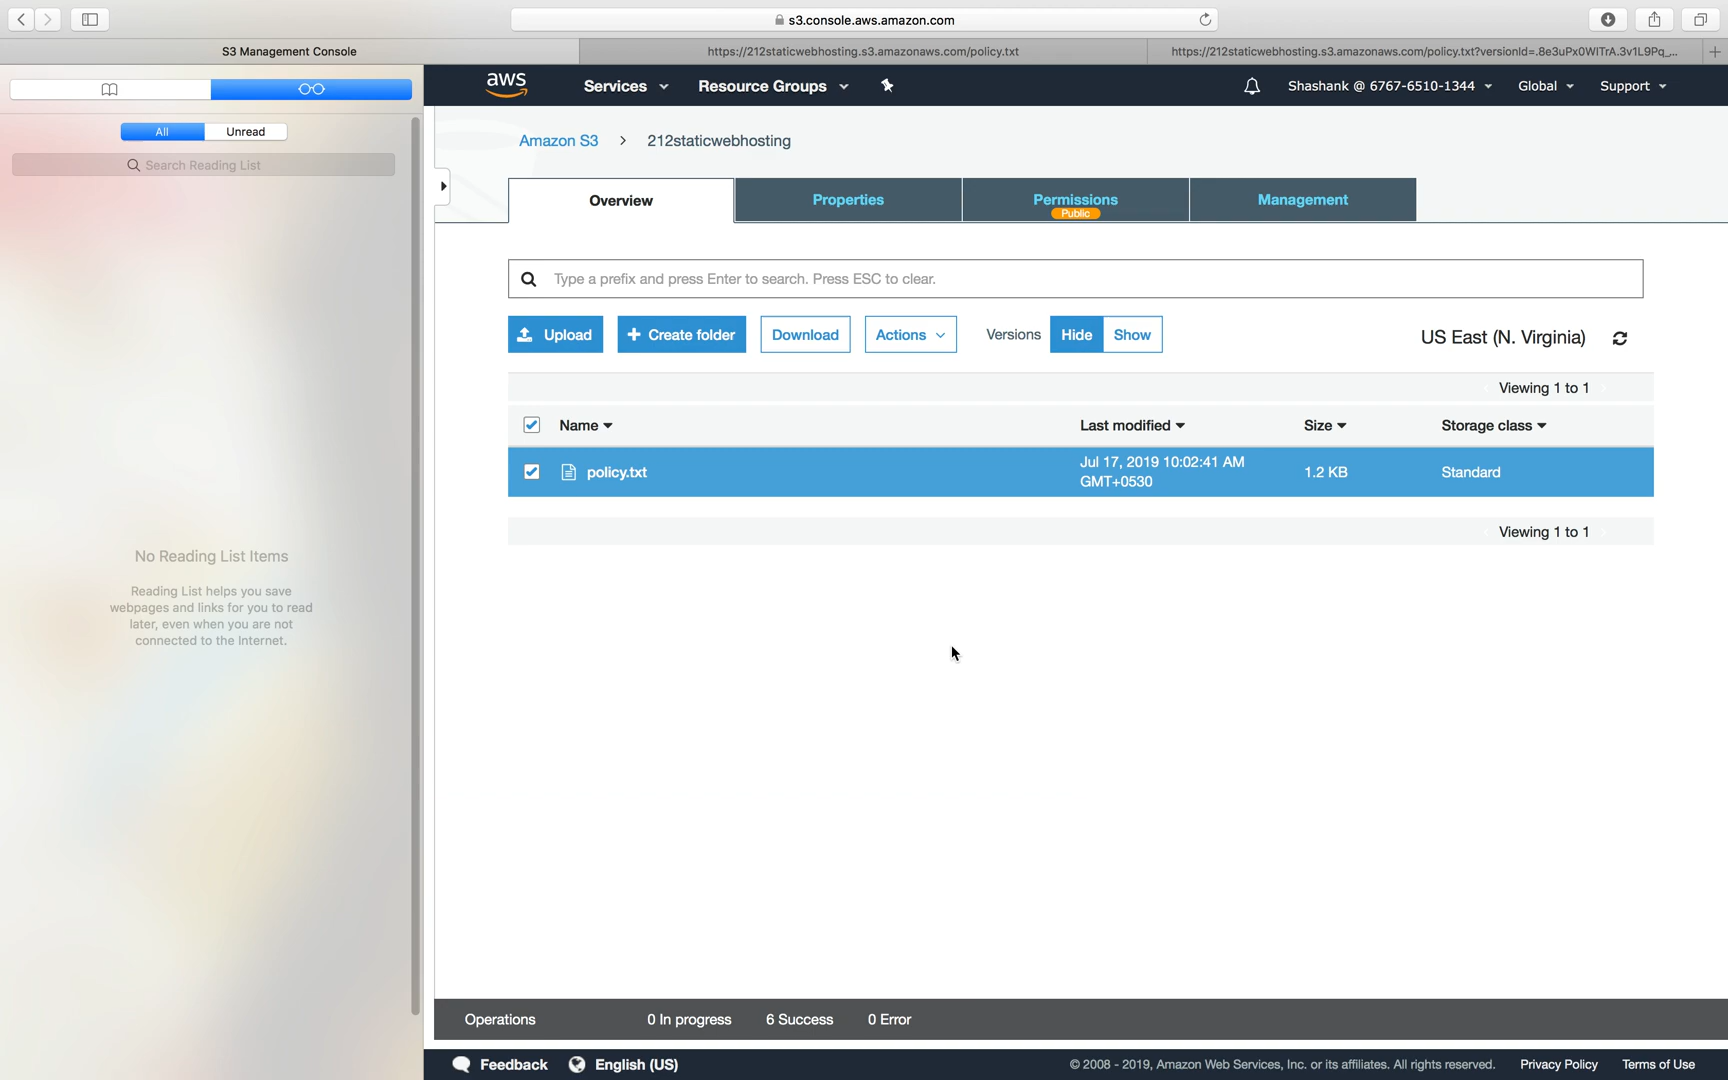 s3.console.aws.amazon.com
S3 Management Console
https://212staticwebhosting.s3.amazonaws.com/policy.txt
https://212staticwebhosting.s3.amazonaws.com/policy.txt?versionId=.8e3uPx0WITrA.3v1L9Pq_...
aws
Services
Resource Groups
Shashank @ 6767-6510-1344
Global
Support
All
Unread
Search Reading List
No Reading List Items
Reading List helps you save
webpages and links for you to read
later, even when you are not
connected to the Internet.
Amazon S3 > 212staticwebhosting
Overview
Properties
Permissions
Public
Management
Type a prefix and press Enter to search. Press ESC to clear.
Upload
+ Create folder
Download
Actions
Versions
Hide
Show
US East (N. Virginia)
Viewing 1 to 1
Name
Last modified
Size
Storage class
policy.txt
Jul 17, 2019 10:02:41 AM
GMT+0530
1.2 KB
Standard
Viewing 1 to 1
Operations
0 In progress
6 Success
0 Error
Feedback
English (US)
© 2008 - 2019, Amazon Web Services, Inc. or its affiliates. All rights reserved.
Privacy Policy
Terms of Use